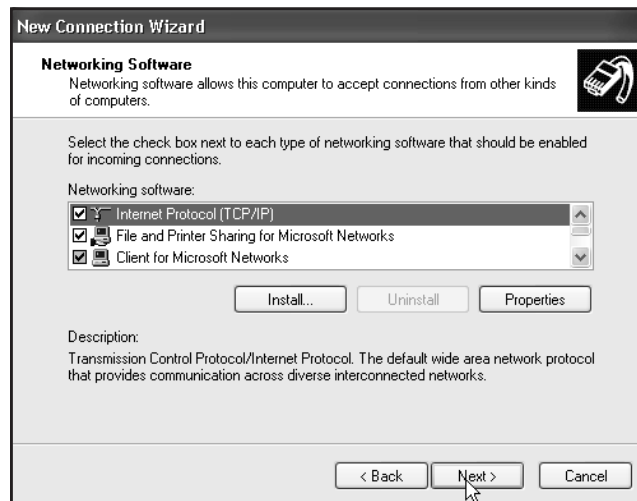 New Connection Wizard
Networking Software
Networking software allows this computer to accept connections from other kinds
of computers.
Select the check box next to each type of networking software that should be enabled
for incoming connections.
Networking software:
Internet Protocol (TCP/IP)
File and Printer Sharing for Microsoft Networks
Client for Microsoft Networks
Install... Uninstall Properties
Description:
Transmission Control Protocol/Internet Protocol. The default wide area network protocol
that provides communication across diverse interconnected networks.
< Back Next > Cancel